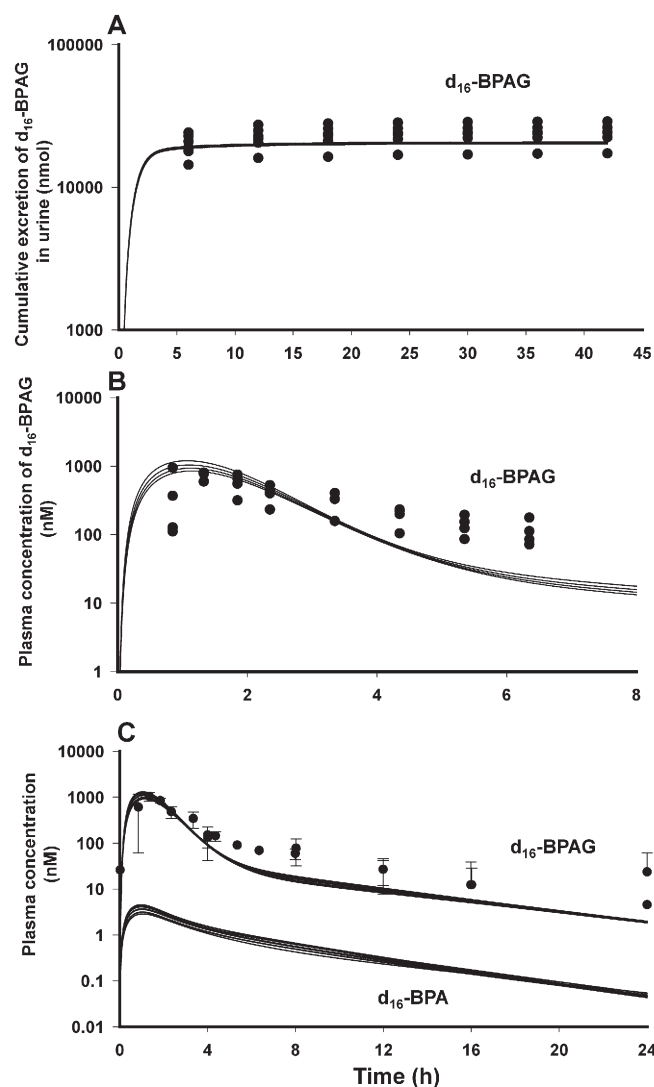 A
100000
10000
1000
Cumulative excretion of d₁₆-BPAG
in urine (nmol)
d₁₆-BPAG
0 5 10 15 20 25 30 35 40 45
B
10000
1000
100
10
1
Plasma concentration of d₁₆-BPAG
(nM)
d₁₆-BPAG
0 2 4 6 8
C
10000
1000
100
10
1
0.1
0.01
Plasma concentration
(nM)
d₁₆-BPAG
d₁₆-BPA
0 4 8 12 16 20 24
Time (h)